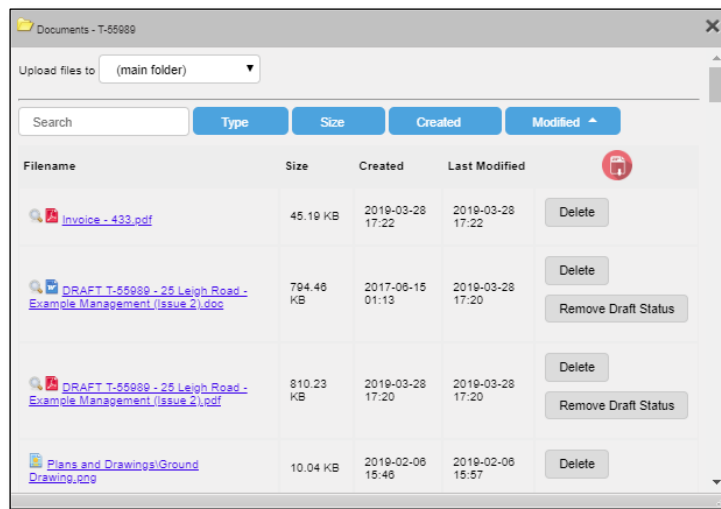 Documents - T-55989
Upload files to (main folder)
Search Type Size Created Modified
Filename Size Created Last Modified
Invoice - 433.pdf 45.19 KB 2019-03-28 17:22 2019-03-28 17:22 Delete
DRAFT T-55989 - 25 Leigh Road -
Example Management (Issue 2).doc
794.46
KB
2017-06-15
01:13
2019-03-28
17:20
Delete
Remove Draft Status
DRAFT T-55989 - 25 Leigh Road -
Example Management (Issue 2).pdf
810.23
KB
2019-03-28
17:20
2019-03-28
17:20
Delete
Remove Draft Status
Plans and Drawings\Ground
Drawing.png
10.04 KB
2019-02-06
15:46
2019-02-06
15:57
Delete